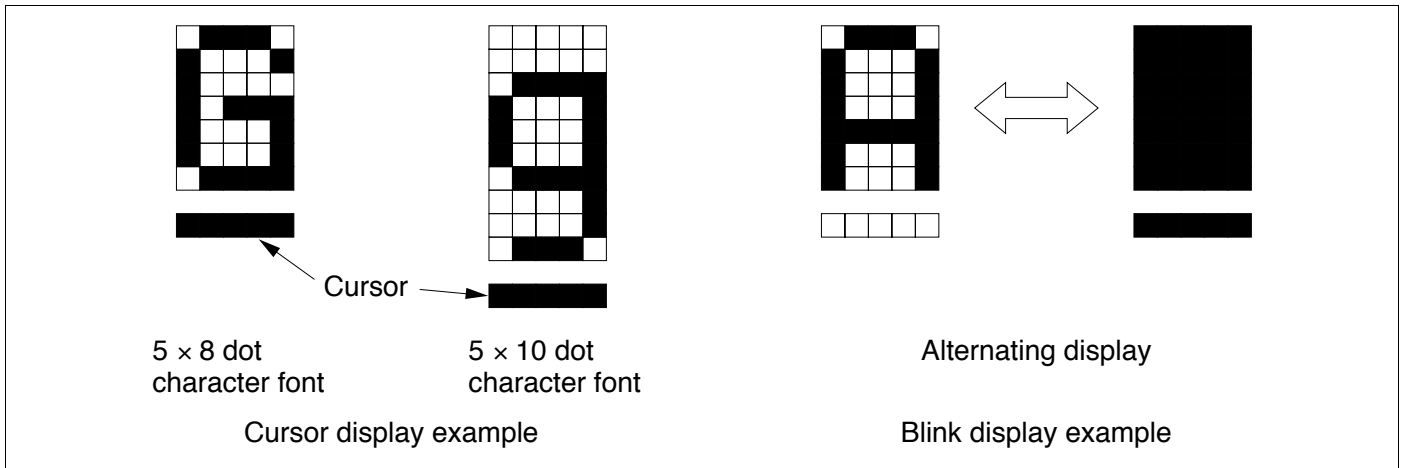 Cursor
5 × 8 dot
character font
5 × 10 dot
character font
Alternating display
Cursor display example
Blink display example